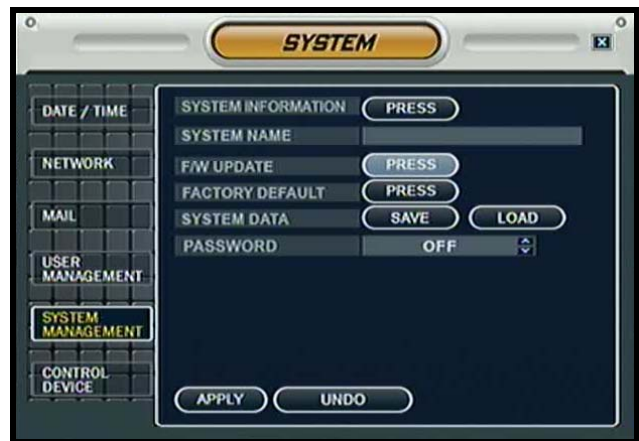 SYSTEM
DATE / TIME
NETWORK
MAIL
USER
MANAGEMENT
SYSTEM
MANAGEMENT
CONTROL
DEVICE
SYSTEM INFORMATION PRESS
SYSTEM NAME
F/W UPDATE PRESS
FACTORY DEFAULT PRESS
SYSTEM DATA SAVE LOAD
PASSWORD OFF
APPLY UNDO